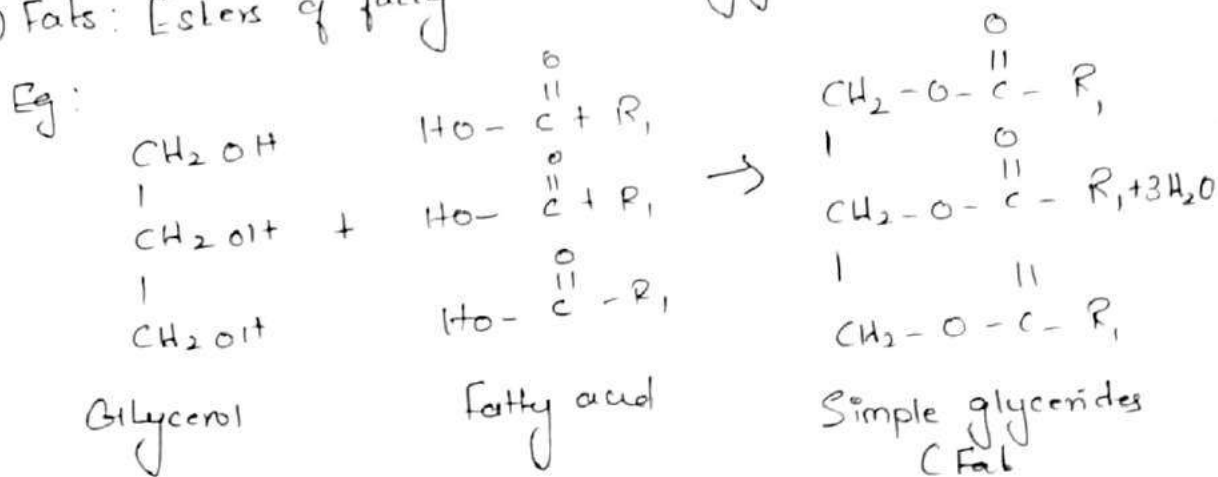 ) Fats: Esters of
Eg:
O
O
||
||
CH₂-O-C-R₁
HO-C+R₁
CH₂OH
|
O
O
|
||
||
CH₂OH + HO-C+R₁ → CH₂-O-C-R₁+3H₂O
|
O
|
||
||
CH₂OH
HO-C-R₁
CH₂-O-C-R₁
Glycerol Fatty acid Simple glycerides
(Fat